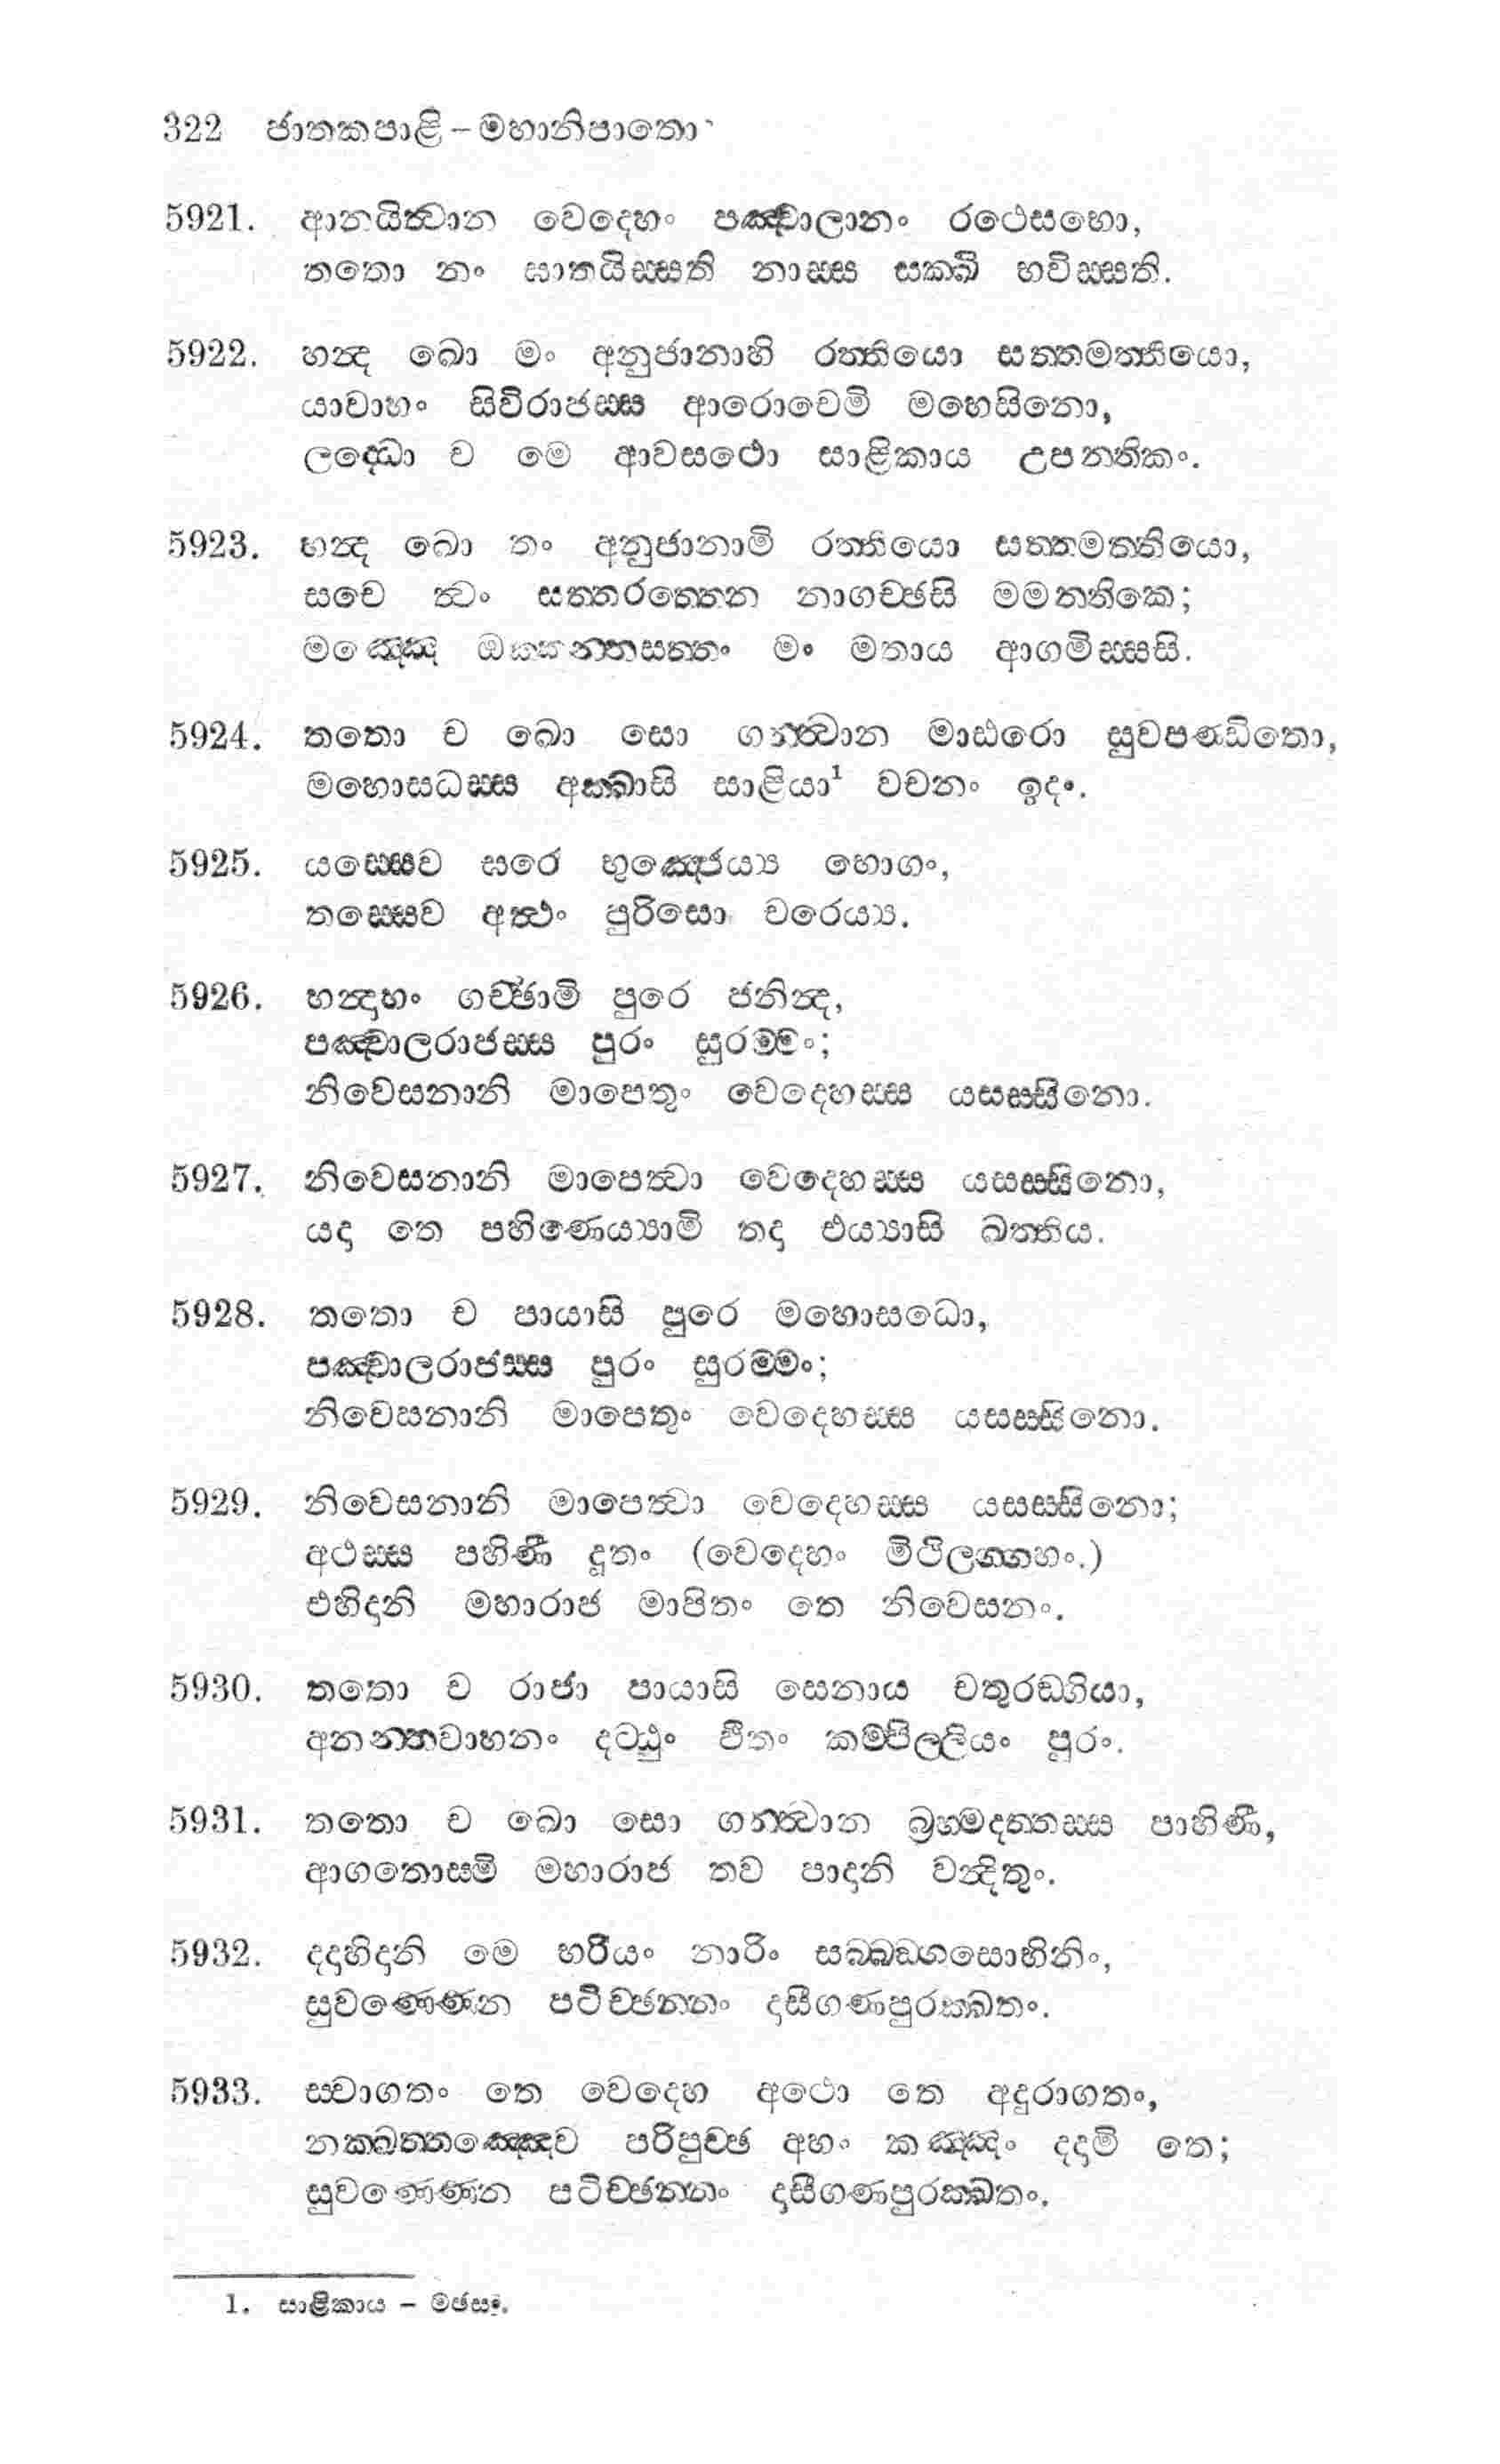 322 ජාතකපාළි – මහානිපාතො
5921. ආනයිත්‍වාන වෙදෙහං පඤ්චාලානං රථෙසභො,
තතො නං ඝාතයිස්සති නාස්ස සක්ඛී භවිස්සති.
5922. හන්‍ද ඛො මං අනුජානාහි රත්තියො සත්තමත්තියො,
යාවාහං සිවිරාජස්ස ආරොචෙමි මහෙසිනො,
ලද්ධො ච මෙ ආවසථො සාළිකාය උපන්තිකං.
5923. හන්‍ද ඛො තං අනුජානාමි රත්තියො සත්තමත්තියො,
සචෙ ත්‍වං සත්තරත්තෙන නාගච්ඡසි මමන්තිකෙ;
මඤ්ඤෙ ඔක්කන්තසත්තං මං මතාය ආගමිස්සසි.
5924. තතො ච ඛො සො ගන්ත්‍වාන මාඪරො සුවපණ්ඩිතො,
මහොසධස්ස අක්ඛාසි සාළියා1 වචනං ඉදං.
5925. යස්සෙව ඝරෙ භුඤ්ජෙය්‍ය භොගං,
තස්සෙව අත්‍ථං පුරිසො චරෙය්‍ය.
5926. හන්‍දාහං ගච්ඡාමි පුරෙ ජනින්‍ද,
පඤ්චාලරාජස්ස පුරං සුරම්මං;
නිවෙසනානි මාපෙතුං වෙදෙහස්ස යසස්සිනො.
5927. නිවෙසනානි මාපෙත්‍වා වෙදෙහස්ස යසස්සිනො,
යදා තෙ පහිණෙය්‍යාමි තදා එය්‍යාසි ඛත්තිය.
5928. තතො ච පායාසි පුරෙ මහොසධො,
පඤ්චාලරාජස්ස පුරං සුරම්මං;
නිවෙසනානි මාපෙතුං වෙදෙහස්ස යසස්සිනො.
5929. නිවෙසනානි මාපෙත්‍වා වෙදෙහස්ස යසස්සිනො;
අථස්ස පහිණී දූතං (වෙදෙහං මිථිලග්ගහං.)
එහිදානි මහාරාජ මාපිතං තෙ නිවෙසනං.
5930. තතො ච රාජා පායාසි සෙනාය චතුරඞ්ගියා,
අනන්තවාහනං දට්ඨුං ඵීතං කම්පිල්ලියං පුරං.
5931. තතො ච ඛො සො ගන්ත්‍වාන බ්‍රහ්මදත්තස්ස පාහිණී,
ආගතොස්මි මහාරාජ තව පාදානි වන්‍දිතුං.
5932. දදාහිදානි මෙ භරියං නාරිං සබ්බඞ්ගසොභිනිං,
සුවණ්ණෙන පටිච්ඡන්නං දාසීගණපුරක්ඛතං.
5933. ස්වාගතං තෙ වෙදෙහ අථො තෙ අදුරාගතං,
නක්ඛත්තඤ්ඤෙව පරිපුච්ඡ අහං කඤ්ඤං දදාමි තෙ;
සුවණ්ණෙන පටිච්ඡන්නං දාසීගණපුරක්ඛතං.
1. සාළිකාය – මඡසං.